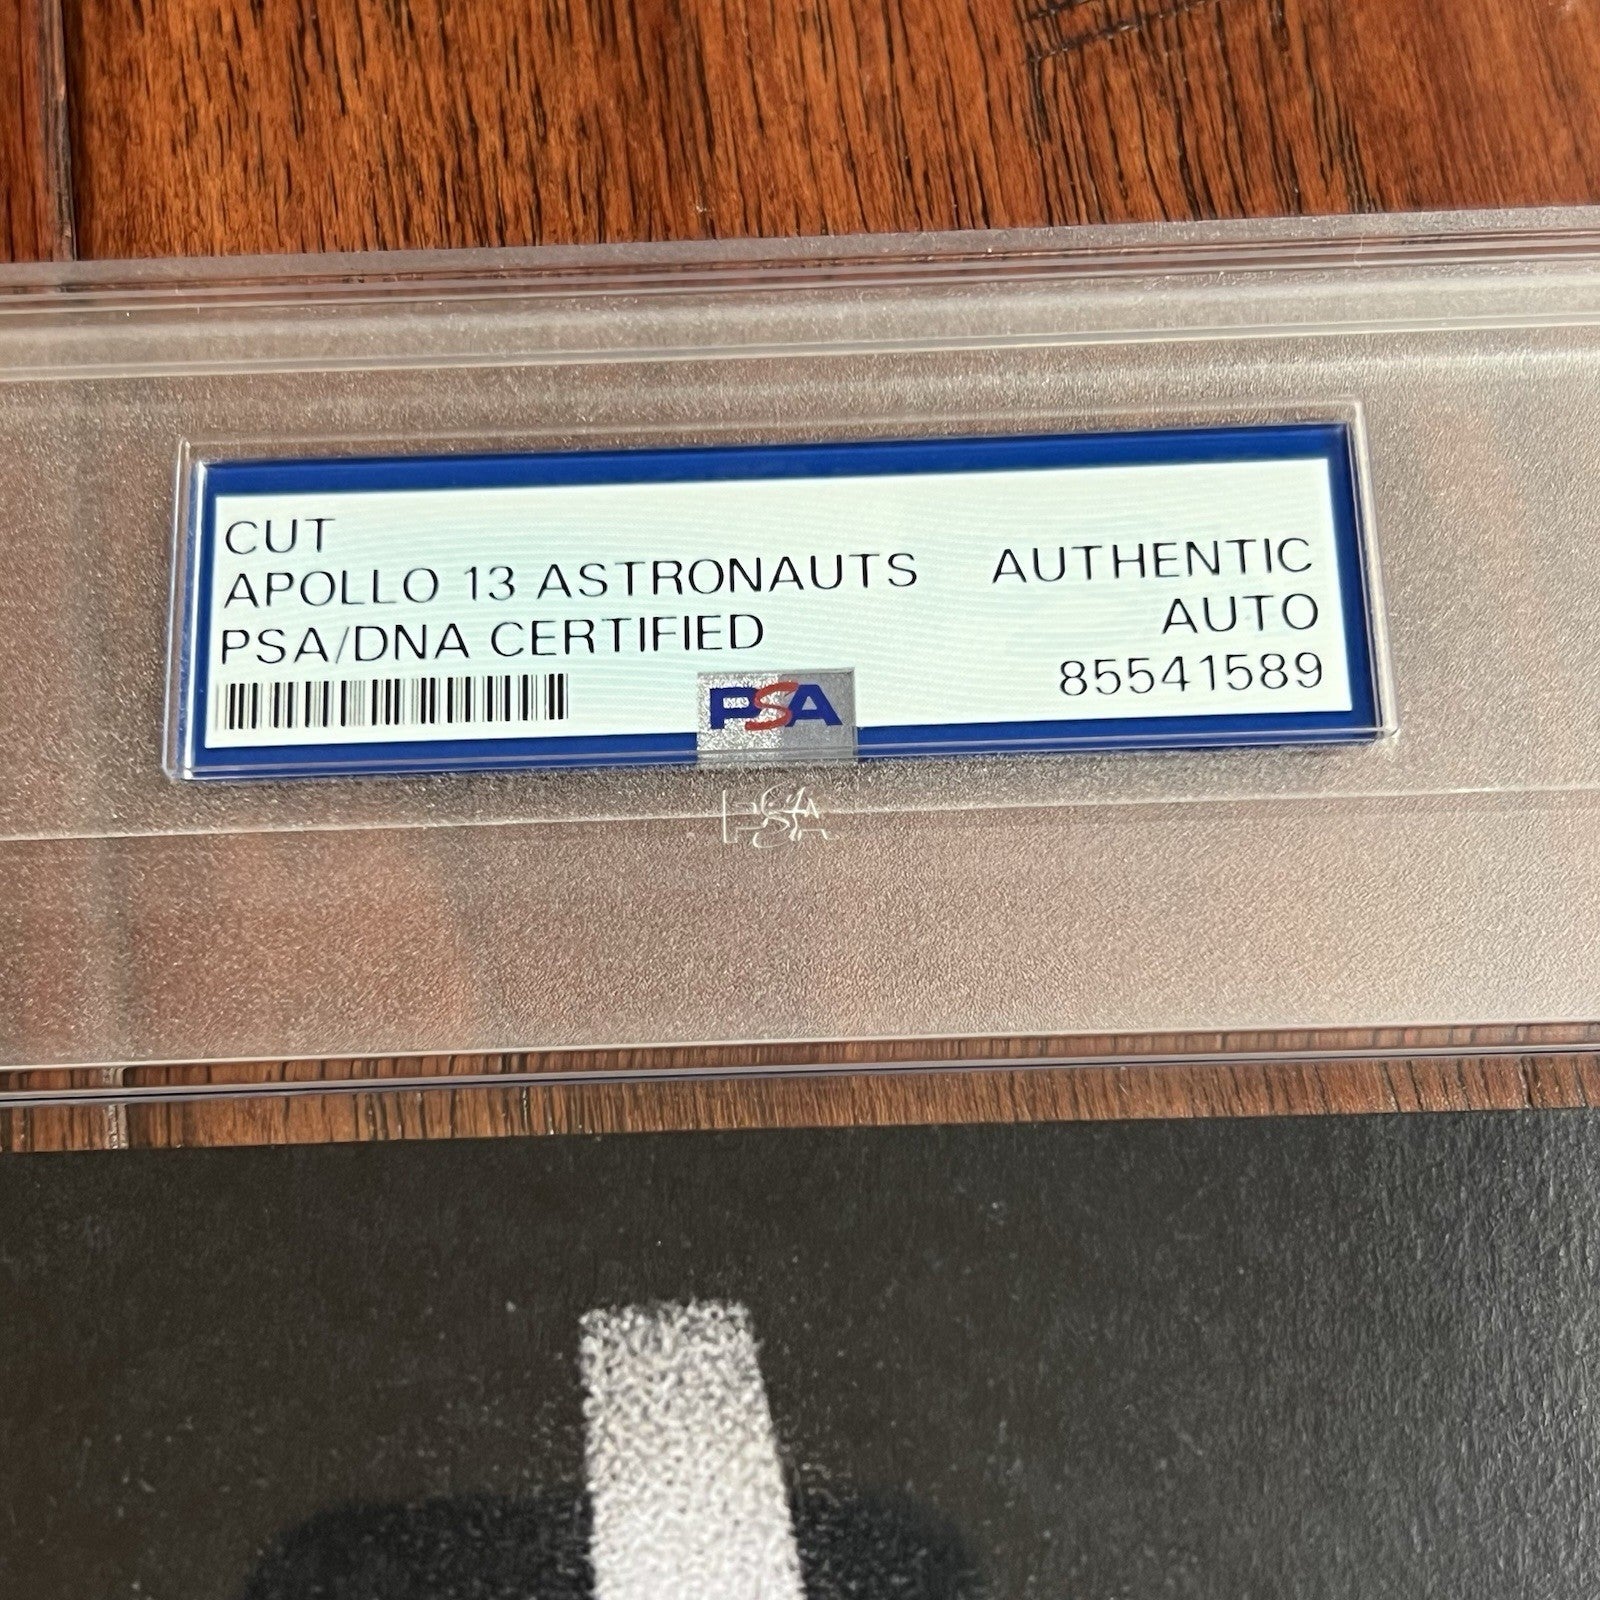 CUT
APOLLO 13 ASTRONAUTS
PSA/DNA CERTIFIED
AUTHENTIC
AUTO
85541589
PSA
PSA